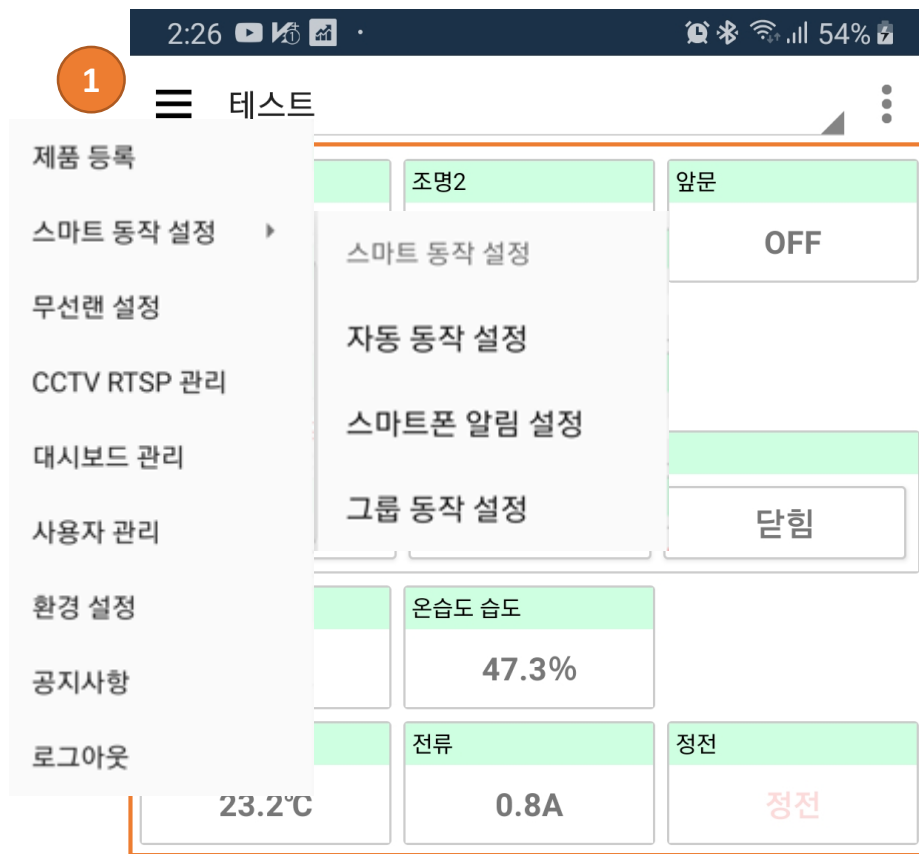 2:26 54%
1
테스트
제품 등록
스마트 동작 설정
무선랜 설정
CCTV RTSP 관리
대시보드 관리
사용자 관리
환경 설정
공지사항
로그아웃
스마트 동작 설정
자동 동작 설정
스마트폰 알림 설정
그룹 동작 설정
조명2
앞문
OFF
닫힘
온습도 습도
47.3%
전류
정전
23.2℃
0.8A
정전